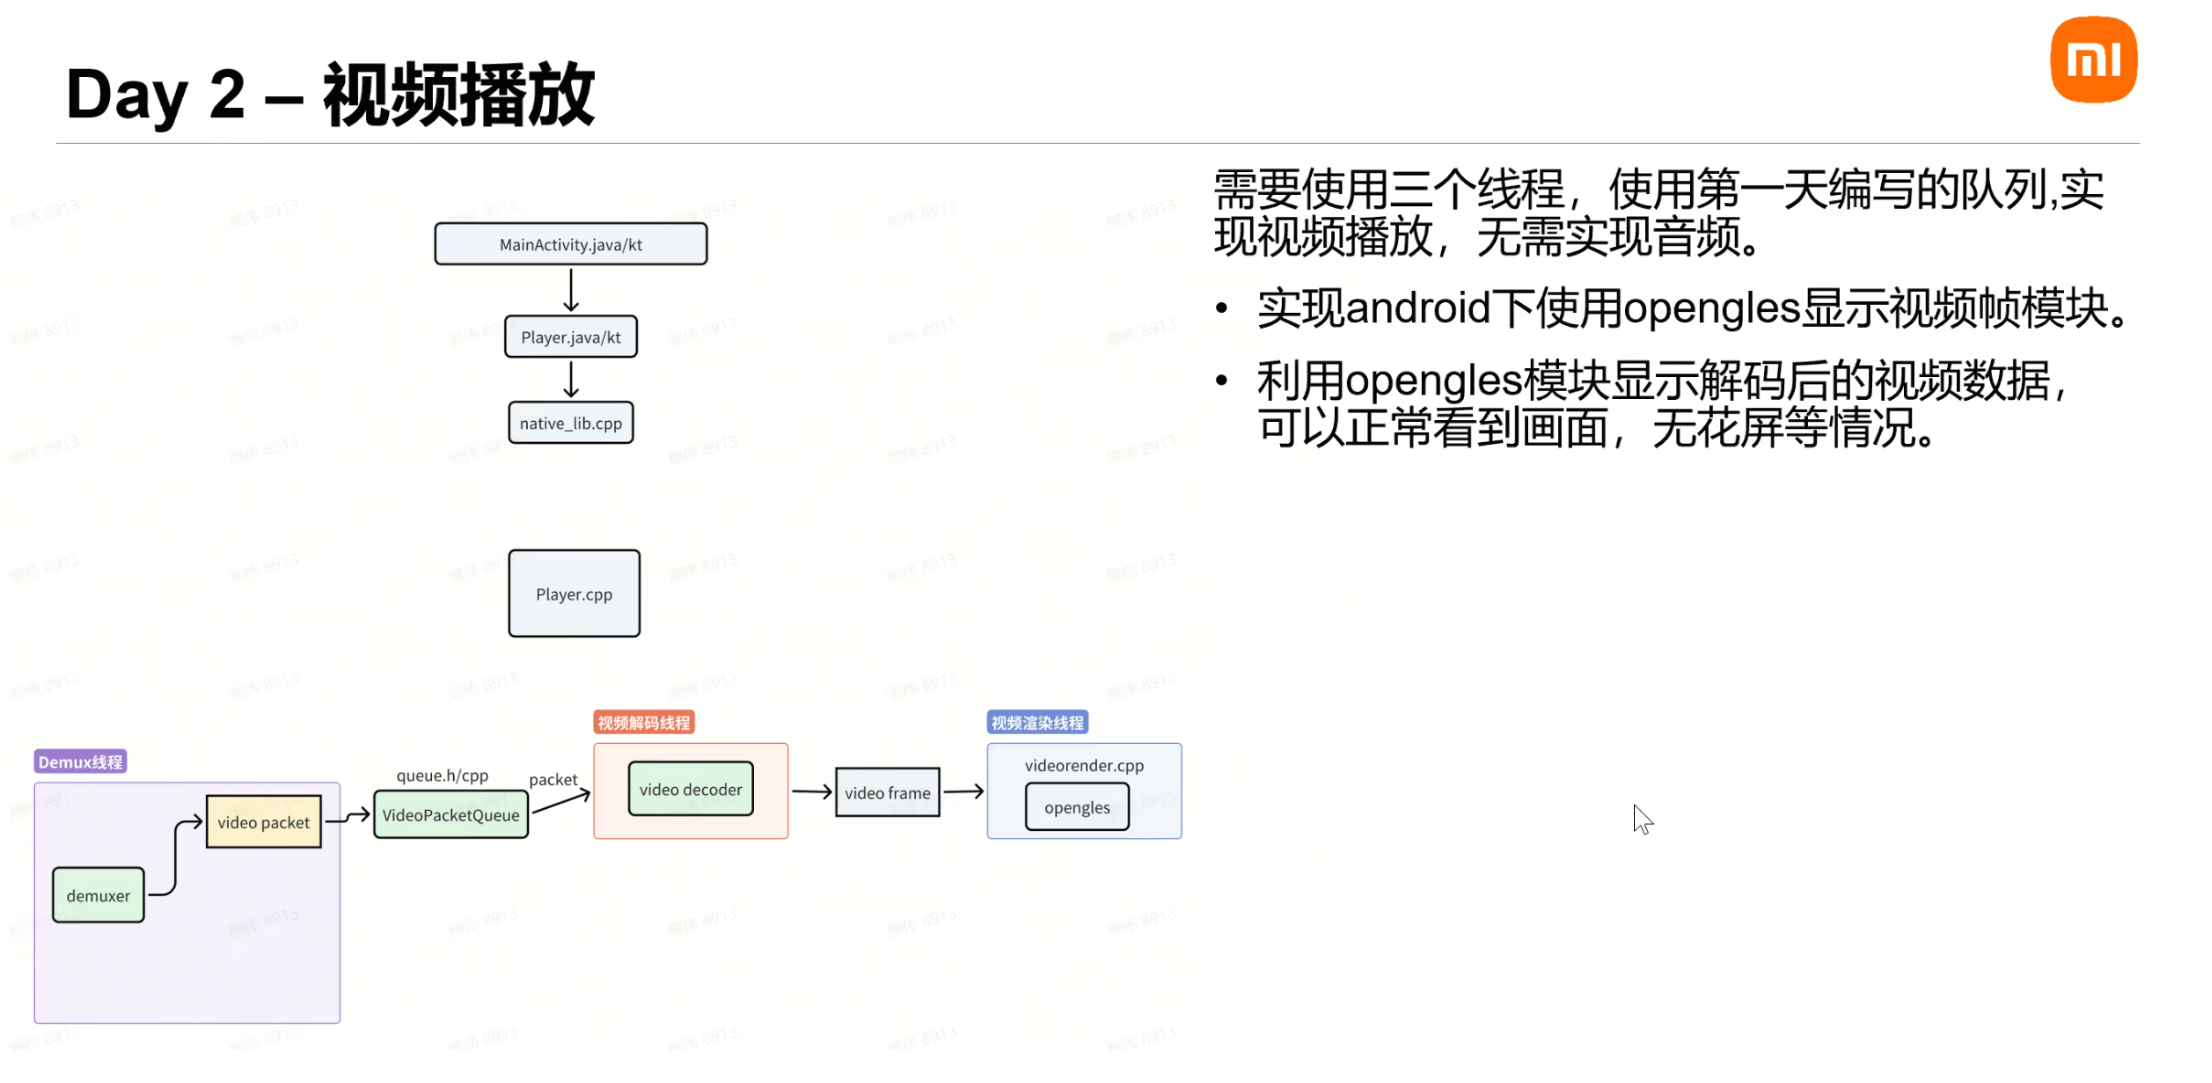 Day 2 – 视频播放
mi
需要使用三个线程，使用第一天编写的队列,实
现视频播放，无需实现音频。
• 实现android下使用opengles显示视频帧模块。
• 利用opengles模块显示解码后的视频数据，
可以正常看到画面，无花屏等情况。
MainActivity.java/kt
Player.java/kt
native_lib.cpp
Player.cpp
Demux线程
demuxer
video packet
queue.h/cpp
VideoPacketQueue
packet
视频解码线程
video decoder
video frame
视频渲染线程
videorender.cpp
opengles